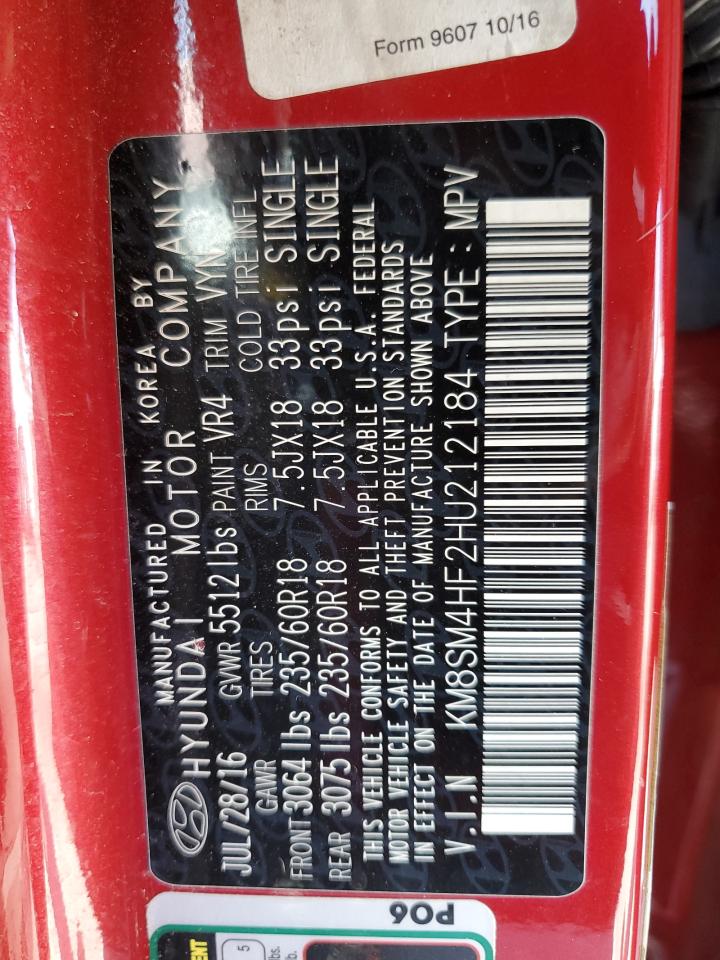 Form 9607 10/16
MANUFACTURED IN KOREA BY
HYUNDAI MOTOR COMPANY
JUL/28/16 GVWR 5512lbs PAINT VR4 TRIM VYN
GAWR TIRES RIMS COLD TIRE INFL
FRONT 3064 lbs 235/60R18 7.5JX18 33psi SINGLE
REAR 3075 lbs 235/60R18 7.5JX18 33psi SINGLE
THIS VEHICLE CONFORMS TO ALL APPLICABLE U.S.A. FEDERAL
MOTOR VEHICLE SAFETY AND THEFT PREVENTION STANDARDS
IN EFFECT ON THE DATE OF MANUFACTURE SHOWN ABOVE
V.I.N KM8SM4HF2HU212184 TYPE : MPV
P06
5
lbs.